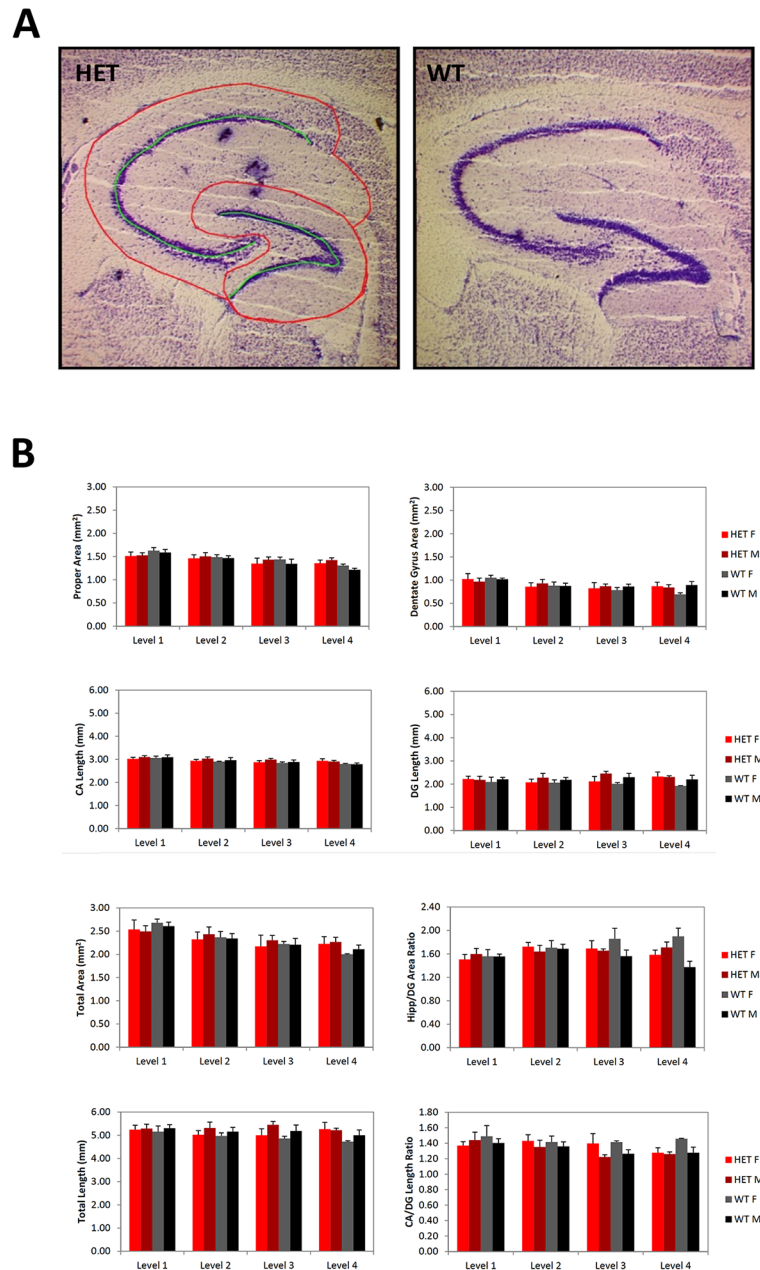 A
HET
WT
B
Proper Area (mm²)
3.00
2.50
2.00
1.50
1.00
0.50
0.00
Level 1 Level 2 Level 3 Level 4
Dentate Gyrus Area (mm²)
3.00
2.50
2.00
1.50
1.00
0.50
0.00
Level 1 Level 2 Level 3 Level 4
HET F
HET M
WT F
WT M
CA Length (mm)
6.00
5.00
4.00
3.00
2.00
1.00
0.00
Level 1 Level 2 Level 3 Level 4
DG Length (mm)
6.00
5.00
4.00
3.00
2.00
1.00
0.00
Level 1 Level 2 Level 3 Level 4
HET F
HET M
WT F
WT M
Total Area (mm²)
3.00
2.50
2.00
1.50
1.00
0.50
0.00
Level 1 Level 2 Level 3 Level 4
Hipp/DG Area Ratio
2.40
2.00
1.60
1.20
0.80
0.40
0.00
Level 1 Level 2 Level 3 Level 4
HET F
HET M
WT F
WT M
Total Length (mm)
6.00
5.00
4.00
3.00
2.00
1.00
0.00
Level 1 Level 2 Level 3 Level 4
CA/DG Length Ratio
1.80
1.60
1.40
1.20
1.00
0.80
0.60
0.40
0.20
0.00
Level 1 Level 2 Level 3 Level 4
HET F
HET M
WT F
WT M